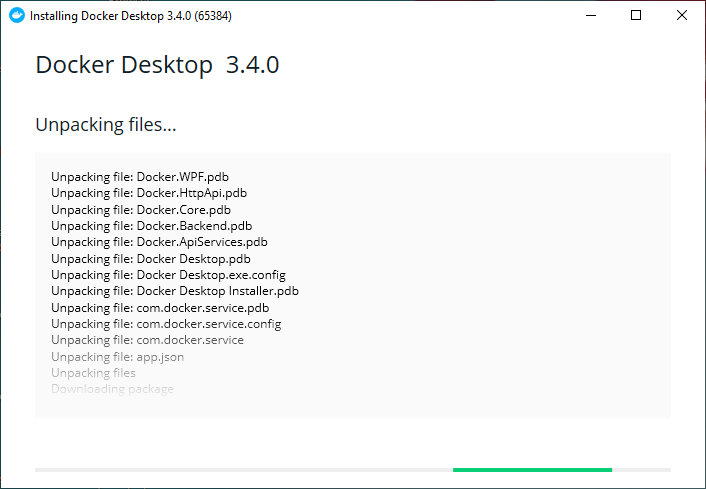 Installing Docker Desktop 3.4.0 (65384)
Docker Desktop 3.4.0
Unpacking files...
Unpacking file: Docker.WPF.pdb
Unpacking file: Docker.HttpApi.pdb
Unpacking file: Docker.Core.pdb
Unpacking file: Docker.Backend.pdb
Unpacking file: Docker.ApiServices.pdb
Unpacking file: Docker Desktop.pdb
Unpacking file: Docker Desktop.exe.config
Unpacking file: Docker Desktop Installer.pdb
Unpacking file: com.docker.service.pdb
Unpacking file: com.docker.service.config
Unpacking file: com.docker.service
Unpacking file: app.json
Unpacking files
Downloading package